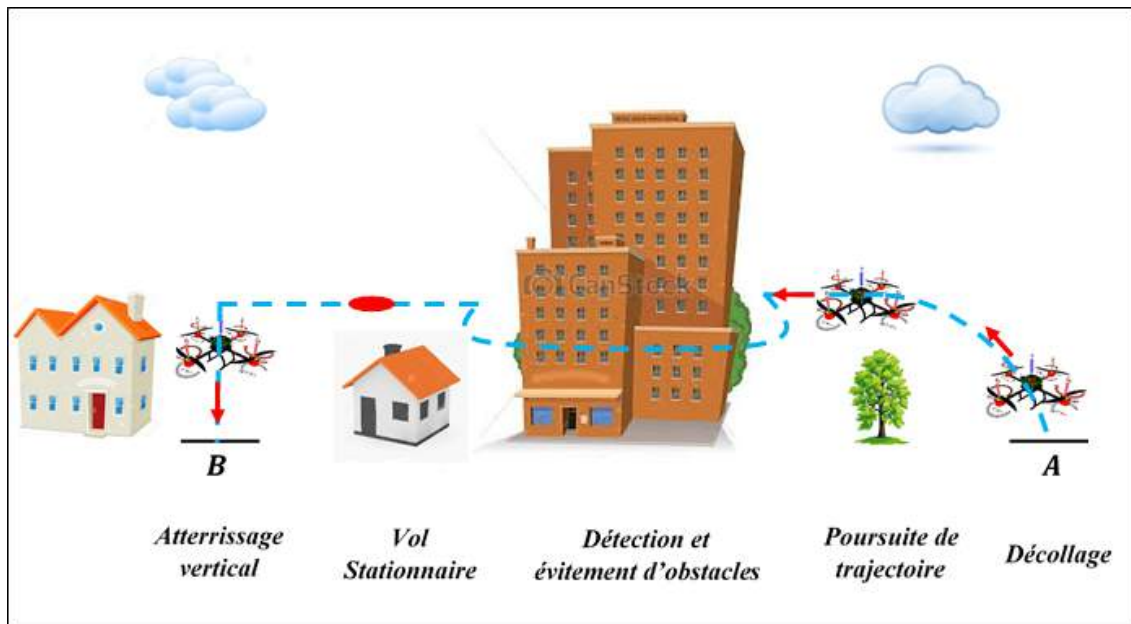 © CanStock
B
A
Atterrissage
vertical
Vol
Stationnaire
Détection et
évitement d'obstacles
Poursuite de
trajectoire
Décollage